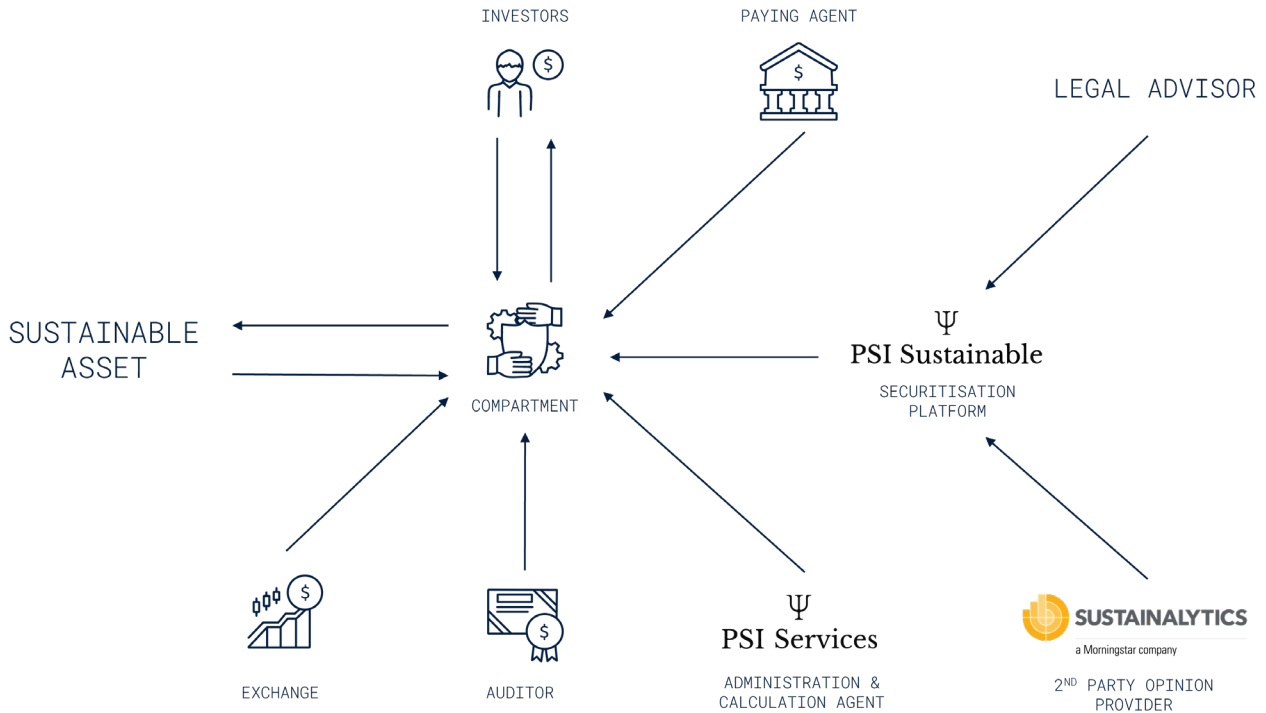 INVESTORS
PAYING AGENT
$
$
LEGAL ADVISOR
SUSTAINABLE
ASSET
Ψ
PSI Sustainable
SECURITISATION
PLATFORM
COMPARTMENT
$
$
Ψ
PSI Services
SUSTAINALYTICS
a Morningstar company
EXCHANGE
AUDITOR
ADMINISTRATION &
CALCULATION AGENT
2ND PARTY OPINION
PROVIDER